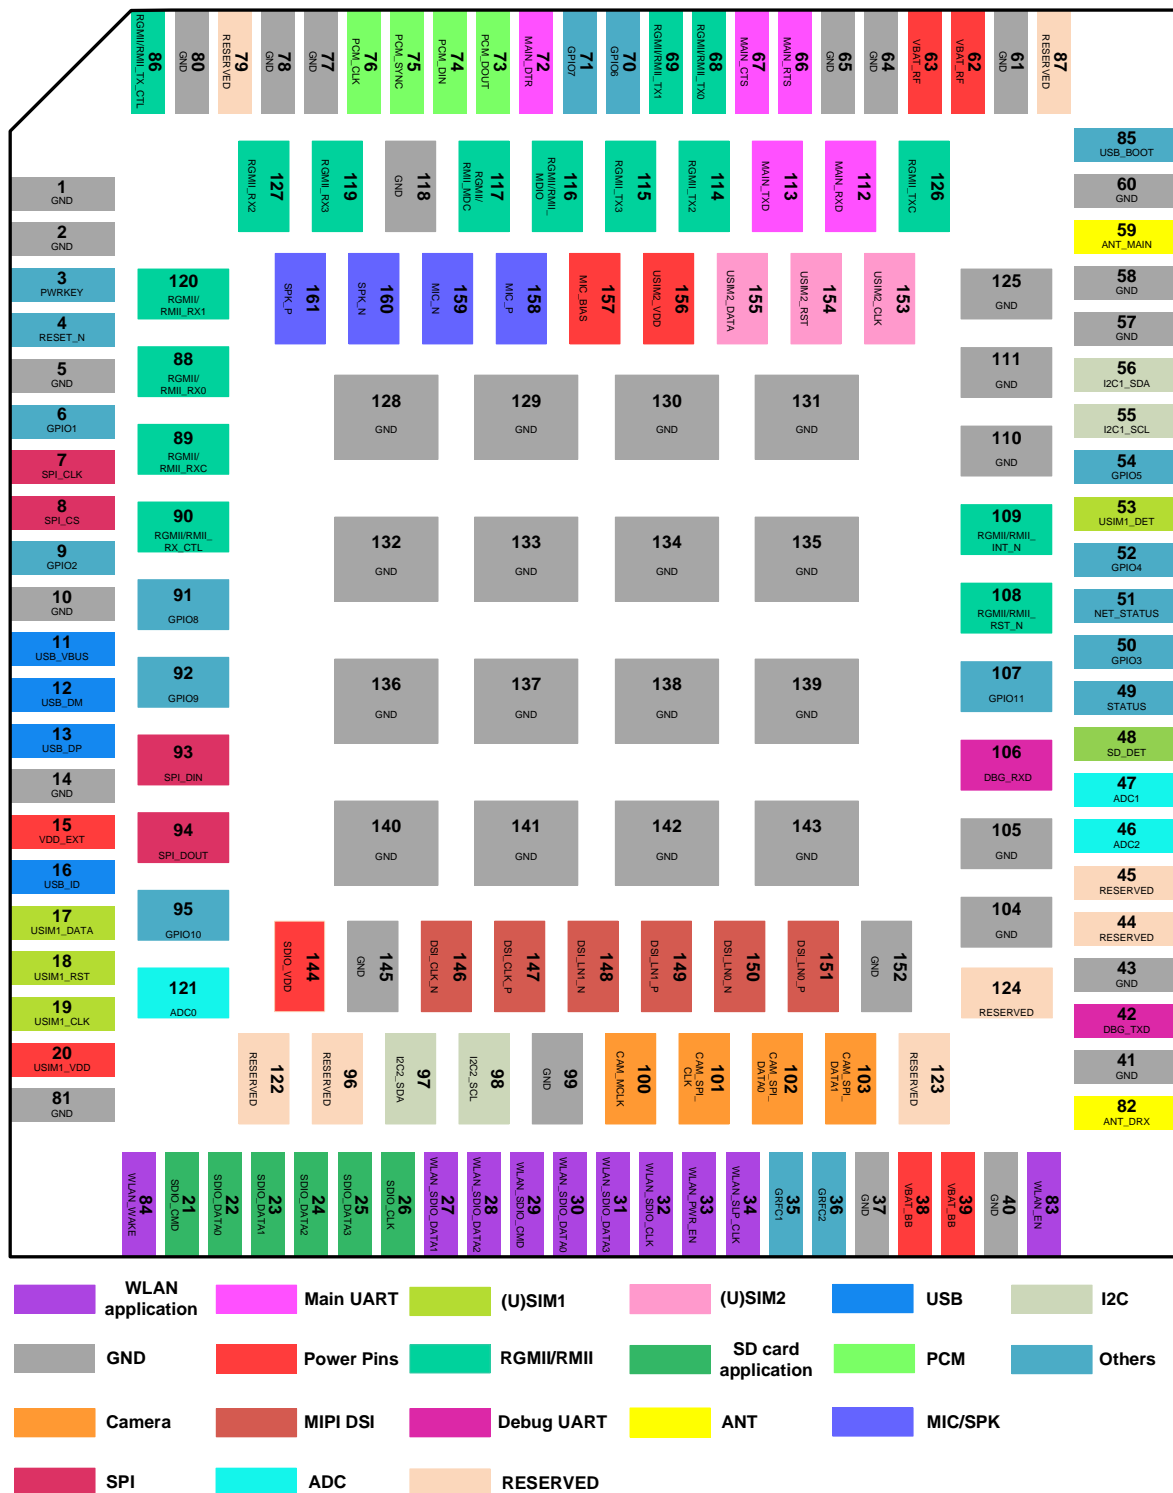 86
RGMII/RMII_
TX_CTL
80
GND
79
RESERVED
78
GND
77
GND
76
PCM_CLK
75
PCM_SYNC
74
PCM_DIN
73
PCM_DOUT
72
MAIN_DTR
71
GPIO7
70
GPIO6
69
RGMII/RMII_TX1
68
RGMII/RMII_TX0
67
MAIN_CTS
66
MAIN_RTS
65
GND
64
GND
63
VBAT_RF
62
VBAT_RF
61
GND
87
RESERVED
127
RGMII_RX2
119
RGMII_RX3
118
GND
117
RGMII/
RMII_MDC
116
RGMII/RMII_
MDIO
115
RGMII_TX3
114
RGMII_TX2
113
MAIN_TXD
112
MAIN_RXD
126
RGMII_TXC
161
SPK_P
160
SPK_N
159
MIC_N
158
MIC_P
157
MIC_BIAS
156
USIM2_VDD
155
USIM2_DATA
154
USIM2_RST
153
USIM2_CLK
1
GND
2
GND
3
PWRKEY
4
RESET_N
5
GND
6
GPIO1
7
SPI_CLK
8
SPI_CS
9
GPIO2
10
GND
11
USB_VBUS
12
USB_DM
13
USB_DP
14
GND
15
VDD_EXT
16
USB_ID
17
USIM1_DATA
18
USIM1_RST
19
USIM1_CLK
20
USIM1_VDD
81
GND
120
RGMII/
RMII_RX1
88
RGMII/
RMII_RX0
89
RGMII/
RMII_RXC
90
RGMII/RMII_
RX_CTL
91
GPIO8
92
GPIO9
93
SPI_DIN
94
SPI_DOUT
95
GPIO10
121
ADC0
128
GND
129
GND
130
GND
131
GND
132
GND
133
GND
134
GND
135
GND
136
GND
137
GND
138
GND
139
GND
140
GND
141
GND
142
GND
143
GND
125
GND
111
GND
110
GND
109
RGMII/RMII_
INT_N
108
RGMII/RMII_
RST_N
107
GPIO11
106
DBG_RXD
105
GND
104
GND
124
RESERVED
85
USB_BOOT
60
GND
59
ANT_MAIN
58
GND
57
GND
56
I2C1_SDA
55
I2C1_SCL
54
GPIO5
53
USIM1_DET
52
GPIO4
51
NET_STATUS
50
GPIO3
49
STATUS
48
SD_DET
47
ADC1
46
ADC2
45
RESERVED
44
RESERVED
43
GND
42
DBG_TXD
41
GND
82
ANT_DRX
144
SDIO_VDD
145
GND
146
DSI_CLK_N
147
DSI_CLK_P
148
DSI_LN1_N
149
DSI_LN1_P
150
DSI_LN0_N
151
DSI_LN0_P
152
GND
122
RESERVED
96
RESERVED
97
I2C2_SDA
98
I2C2_SCL
99
GND
100
CAM_MCLK
101
CAM_SPI_
CLK
102
CAM_SPI_
DATA0
103
CAM_SPI_
DATA1
123
RESERVED
84
WLAN_WAKE
21
SDIO_CMD
22
SDIO_DATA0
23
SDIO_DATA1
24
SDIO_DATA2
25
SDIO_DATA3
26
SDIO_CLK
27
WLAN_SDIO_DATA1
28
WLAN_SDIO_DATA2
29
WLAN_SDIO_CMD
30
WLAN_SDIO_DATA0
31
WLAN_SDIO_DATA3
32
WLAN_SDIO_CLK
33
WLAN_PWR_EN
34
WLAN_SLP_CLK
35
GRFC1
36
GRFC2
37
GND
38
VBAT_BB
39
VBAT_BB
40
GND
83
WLAN_EN
WLAN
application
Main UART
(U)SIM1
(U)SIM2
USB
I2C
GND
Power Pins
RGMII/RMII
SD card
application
PCM
Others
Camera
MIPI DSI
Debug UART
ANT
MIC/SPK
SPI
ADC
RESERVED